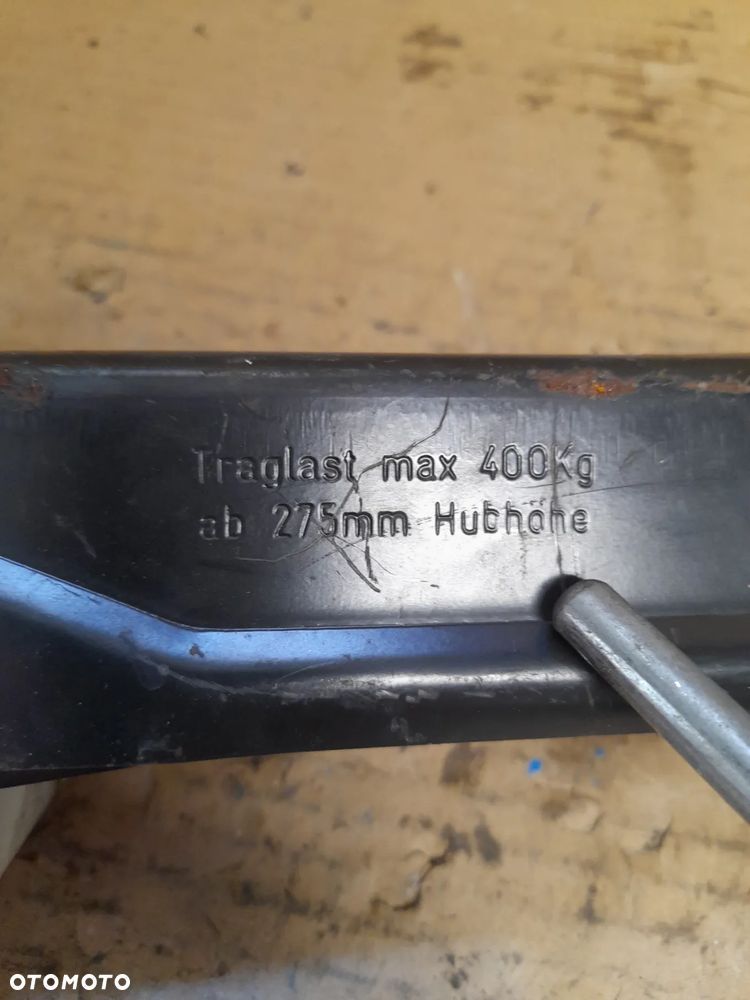 Traglast max 400Kg
ab 275mm Hubhöhe
OTOMOTO